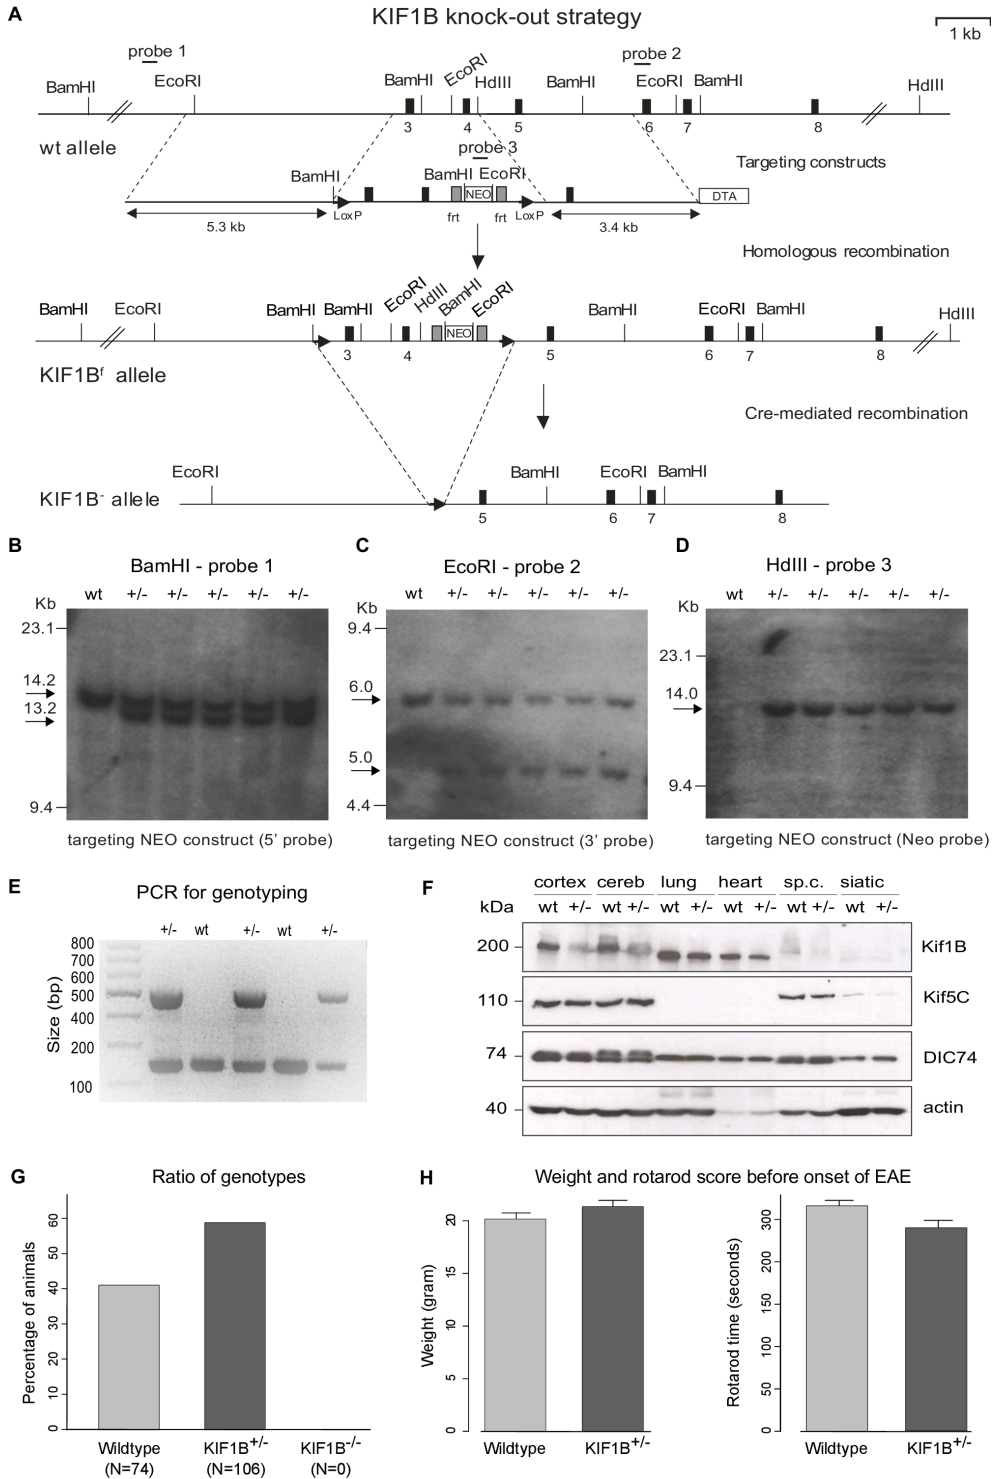 A
KIF1B knock-out strategy
1 kb
probe 1
probe 2
BamHI
EcoRI
BamHI
EcoRI
HdIII
BamHI
EcoRI
BamHI
HdIII
3
4
5
6
7
8
wt allele
probe 3
Targeting constructs
BamHI
BamHI
EcoRI
NEO
DTA
LoxP
frt
frt
LoxP
5.3 kb
3.4 kb
Homologous recombination
BamHI
EcoRI
BamHI
BamHI
EcoRI
HdIII
BamHI
EcoRI
BamHI
EcoRI
BamHI
HdIII
NEO
3
4
5
6
7
8
KIF1Bᶠ allele
Cre-mediated recombination
EcoRI
BamHI
EcoRI
BamHI
KIF1B⁻ allele
5
6
7
8
B
BamHI - probe 1
wt +/- +/- +/- +/- +/-
Kb
23.1
14.2
13.2
9.4
targeting NEO construct (5' probe)
C
EcoRI - probe 2
wt +/- +/- +/- +/- +/-
Kb
9.4
6.0
5.0
4.4
targeting NEO construct (3' probe)
D
HdIII - probe 3
wt +/- +/- +/- +/- +/-
Kb
23.1
14.0
9.4
targeting NEO construct (Neo probe)
E
PCR for genotyping
+/- wt +/- wt +/-
Size (bp)
800
700
600
500
400
200
100
F
cortex cereb lung heart sp.c. siatic
kDa
wt +/- wt +/- wt +/- wt +/- wt +/- wt +/-
200
Kif1B
110
Kif5C
74
DIC74
40
actin
G
Ratio of genotypes
Percentage of animals
60
50
40
30
20
10
0
Wildtype
(N=74)
KIF1B⁺/⁻
(N=106)
KIF1B⁻/⁻
(N=0)
H
Weight and rotarod score before onset of EAE
Weight (gram)
20
15
10
5
0
Wildtype
KIF1B⁺/⁻
Rotarod time (seconds)
300
150
100
50
0
Wildtype
KIF1B⁺/⁻